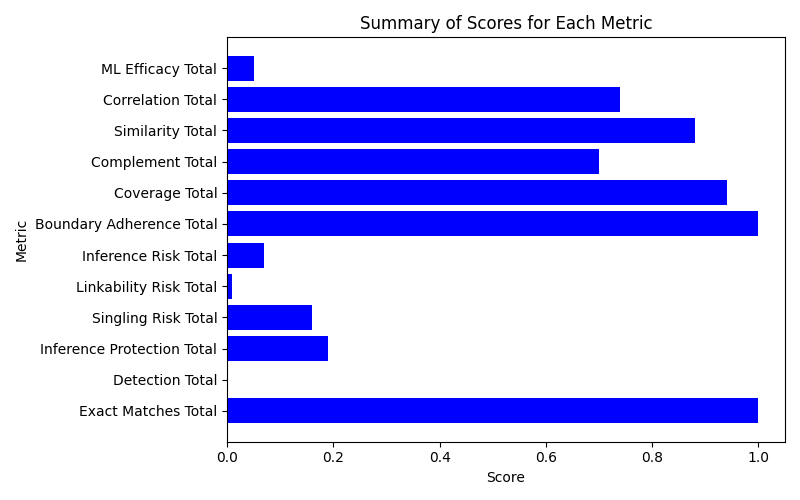 Summary of Scores for Each Metric
ML Efficacy Total
Correlation Total
Similarity Total
Complement Total
Coverage Total
Boundary Adherence Total
Inference Risk Total
Linkability Risk Total
Singling Risk Total
Inference Protection Total
Detection Total
Exact Matches Total
Metric
0.0 0.2 0.4 0.6 0.8 1.0
Score